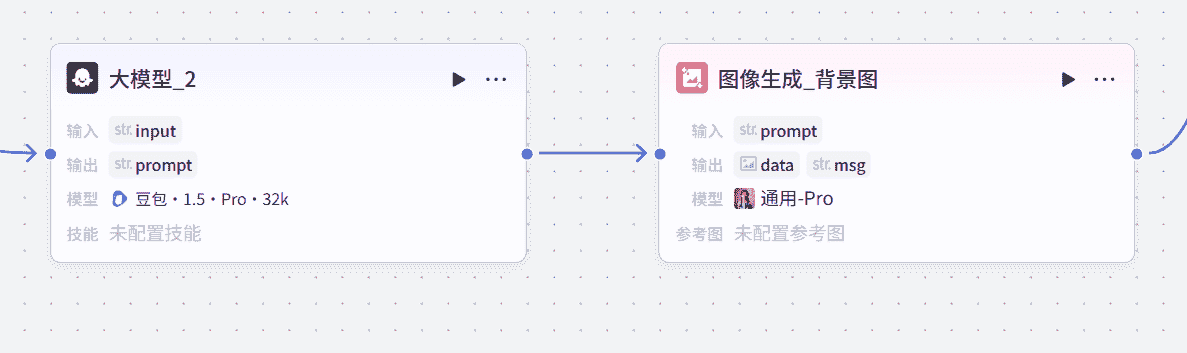 大模型_2
输入 str. input
输出 str. prompt
模型 豆包·1.5·Pro·32k
技能 未配置技能
图像生成_背景图
输入 str. prompt
输出 data str. msg
模型 通用-Pro
参考图 未配置参考图